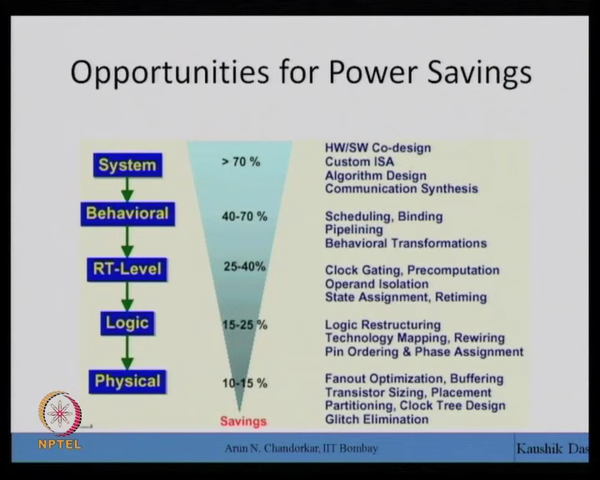 Opportunities for Power Savings
System
> 70 %
HW/SW Co-design
Custom ISA
Algorithm Design
Communication Synthesis
Behavioral
40-70 %
Scheduling, Binding
Pipelining
Behavioral Transformations
RT-Level
25-40%
Clock Gating, Precomputation
Operand Isolation
State Assignment, Retiming
Logic
15-25 %
Logic Restructuring
Technology Mapping, Rewiring
Pin Ordering & Phase Assignment
Physical
10-15 %
Fanout Optimization, Buffering
Transistor Sizing, Placement
Partitioning, Clock Tree Design
Glitch Elimination
Savings
NPTEL
Arun N. Chandorkar, IIT Bombay
Kaushik Das